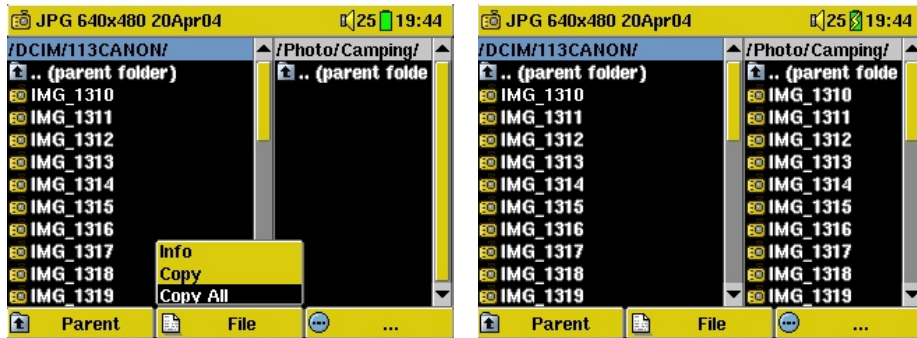 JPG 640x480 20Apr04 25 19:44
/DCIM/113CANON/ /Photo/Camping/
.. (parent folder) .. (parent folde
IMG_1310
IMG_1311
IMG_1312
IMG_1313
IMG_1314
IMG_1315
IMG_1316
IMG_1317
IMG_1318
IMG_1319
Info
Copy
Copy All
Parent File ...
JPG 640x480 20Apr04 25 19:44
/DCIM/113CANON/ /Photo/Camping/
.. (parent folder) .. (parent folde
IMG_1310 IMG_1310
IMG_1311 IMG_1311
IMG_1312 IMG_1312
IMG_1313 IMG_1313
IMG_1314 IMG_1314
IMG_1315 IMG_1315
IMG_1316 IMG_1316
IMG_1317 IMG_1317
IMG_1318 IMG_1318
IMG_1319 IMG_1319
Parent File ...